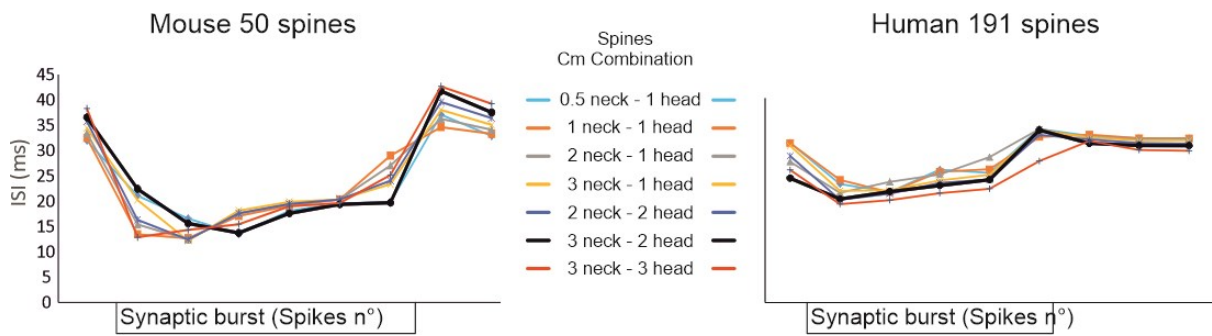 Mouse 50 spines
Human 191 spines
Spines
Cm Combination
45
40
35
30
25
20
15
10
5
0
ISI (ms)
0.5 neck - 1 head
1 neck - 1 head
2 neck - 1 head
3 neck - 1 head
2 neck - 2 head
3 neck - 2 head
3 neck - 3 head
Synaptic burst (Spikes n°)
Synaptic burst (Spikes n°)